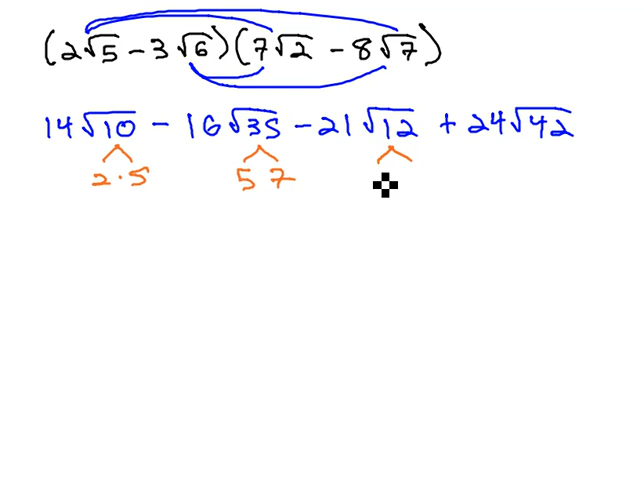 (2√5 − 3√6)(7√2 − 8√7)
14√10 − 16√35 − 21√12 + 24√42
2·5 5 7